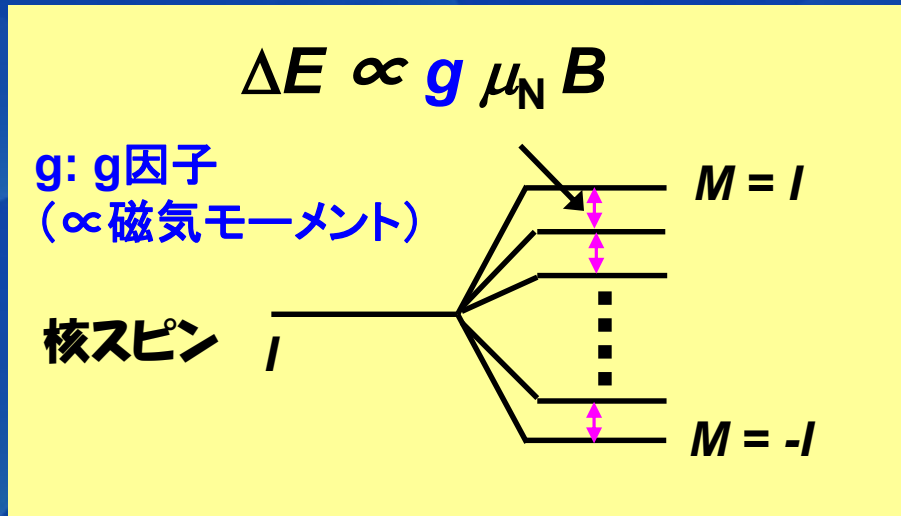 ΔE ∝ g μN B
g: g因子
（∝磁気モーメント）
M = I
核スピン
I
M = -I